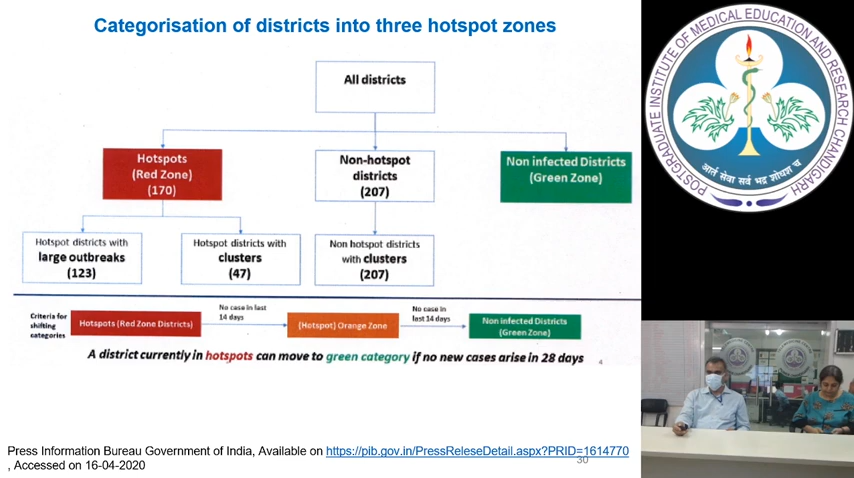 Categorisation of districts into three hotspot zones
All districts
Hotspots
(Red Zone)
(170)
Non-hotspot
districts
(207)
Non infected Districts
(Green Zone)
Hotspot districts with
large outbreaks
(123)
Hotspot districts with
clusters
(47)
Non hotspot districts
with clusters
(207)
Criteria for
shifting
categories
Hotspots (Red Zone Districts)
No case in last
14 days
(Hotspot) Orange Zone
No case in
last 14 days
Non infected Districts
(Green Zone)
A district currently in hotspots can move to green category if no new cases arise in 28 days
4
Press Information Bureau Government of India, Available on https://pib.gov.in/PressReleseDetail.aspx?PRID=1614770
, Accessed on 16-04-2020
30
POSTGRADUATE INSTITUTE OF MEDICAL EDUCATION AND RESEARCH CHANDIGARH
आर्त सेवा सर्व भद्र शोधश्च च